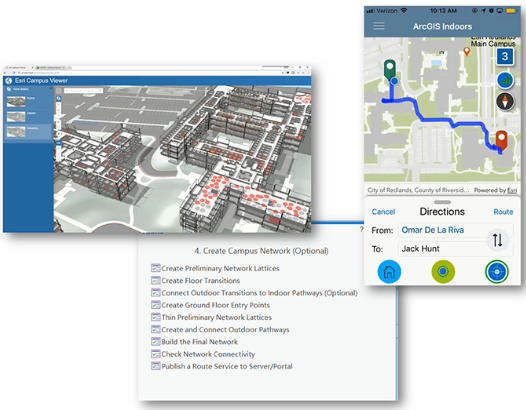 Esri Campus Viewer
Verizon
10:13 AM
ArcGIS Indoors
Esri Redlands
Main Campus
3
City of Redlands, County of Riversid... Powered by Esri
Cancel Directions Route
From: Omar De La Riva
To: Jack Hunt
?
4. Create Campus Network (Optional)
Create Preliminary Network Lattices
Create Floor Transitions
Connect Outdoor Transitions to Indoor Pathways (Optional)
Create Ground Floor Entry Points
Thin Preliminary Network Lattices
Create and Connect Outdoor Pathways
Build the Final Network
Check Network Connectivity
Publish a Route Service to Server/Portal